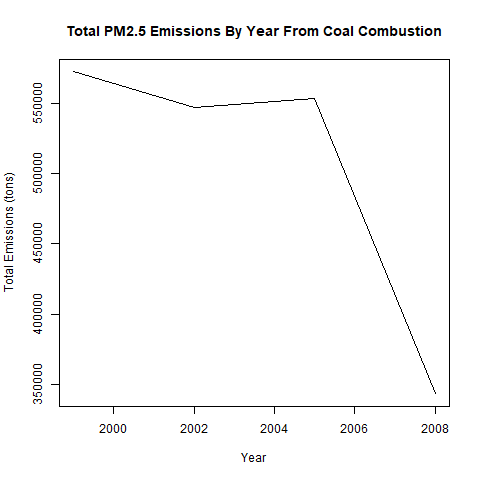 Total PM2.5 Emissions By Year From Coal Combustion
Total Emissions (tons)
550000
500000
450000
400000
350000
2000 2002 2004 2006 2008
Year